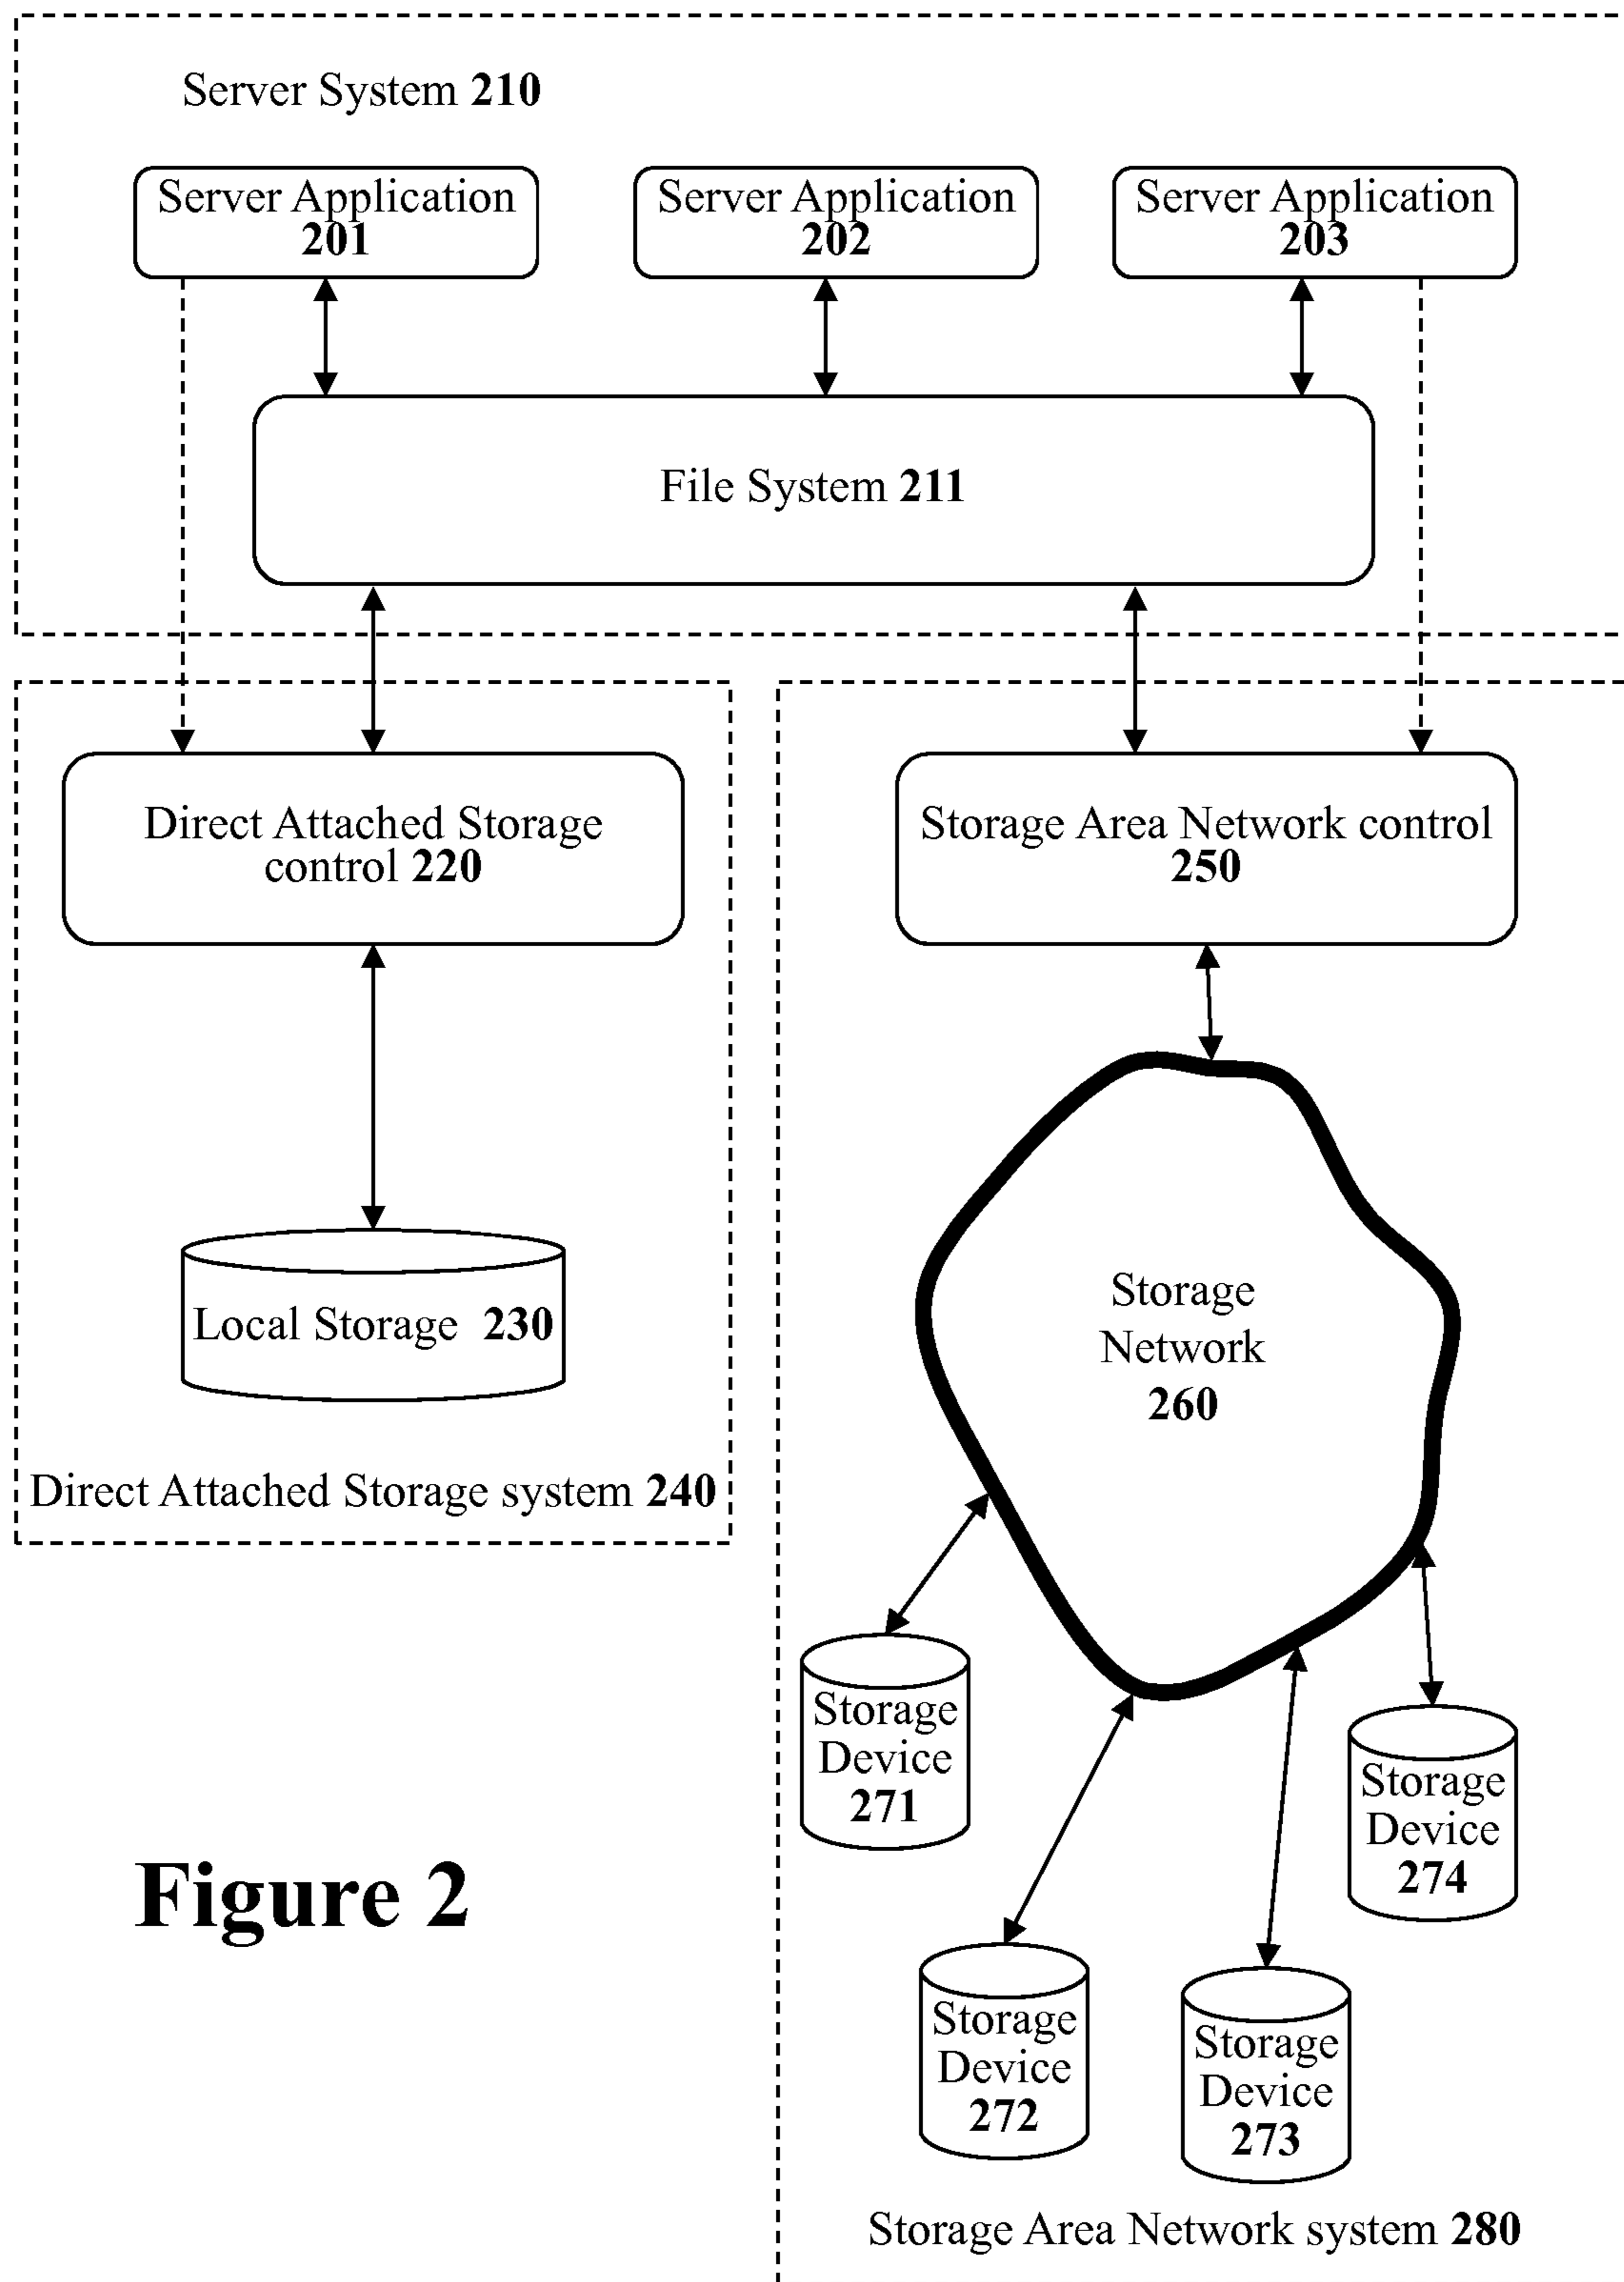 Server System 210
Server Application
201
Server Application
202
Server Application
203
File System 211
Direct Attached Storage
control 220
Storage Area Network control
250
Local Storage 230
Direct Attached Storage system 240
Storage
Network
260
Storage
Device
271
Storage
Device
272
Storage
Device
273
Storage
Device
274
Figure 2
Storage Area Network system 280